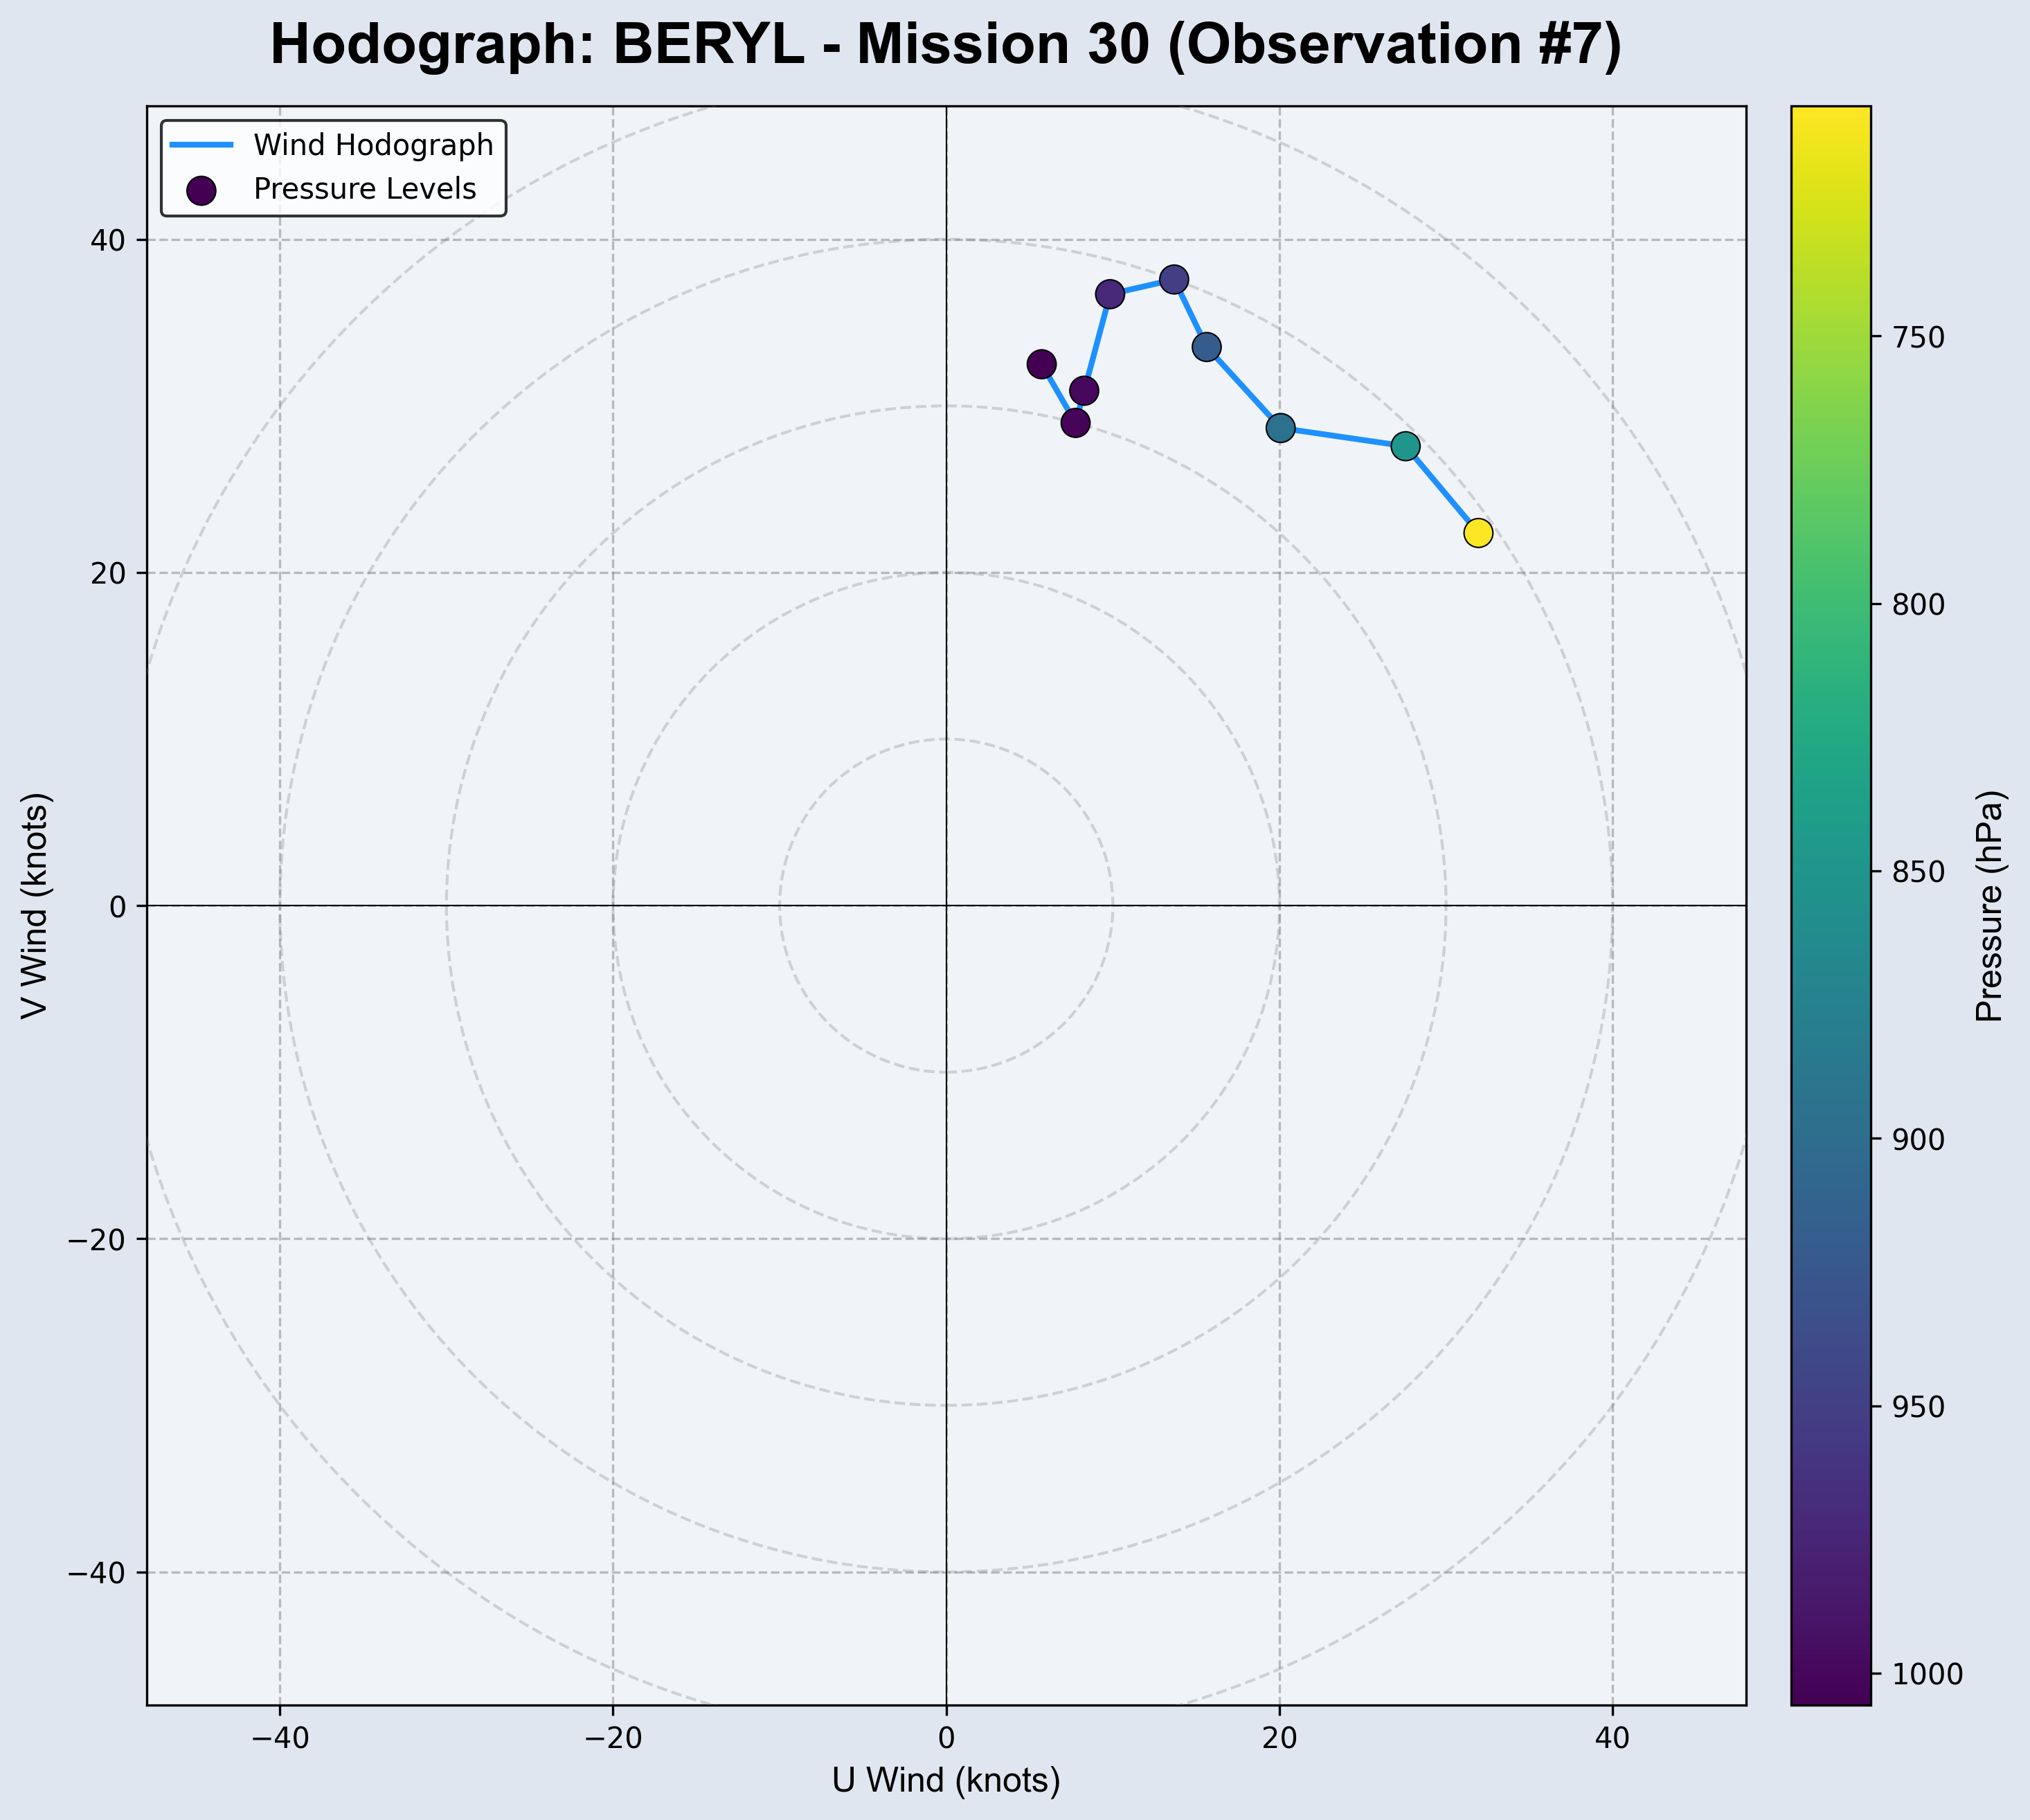 Hodograph: BERYL - Mission 30 (Observation #7)
Wind Hodograph
Pressure Levels
40
20
0
−20
−40
V Wind (knots)
−40
−20
0
20
40
U Wind (knots)
750
800
850
900
950
1000
Pressure (hPa)